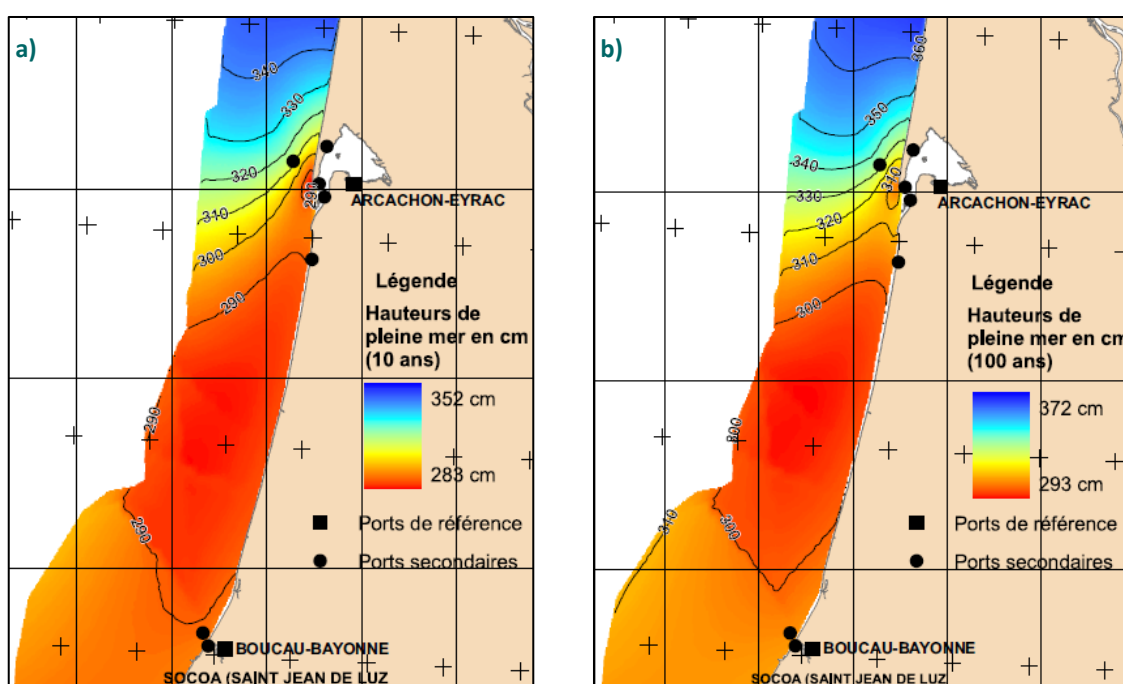 a)
340
330
320
310
300
290
290
ARCACHON-EYRAC
Légende
Hauteurs de
pleine mer en cm
(10 ans)
352 cm
283 cm
290
290
Ports de référence
Ports secondaires
BOUCAU-BAYONNE
SOCOA (SAINT JEAN DE LUZ
b)
360
350
340
330
320
310
310
300
ARCACHON-EYRAC
Légende
Hauteurs de
pleine mer en cm
(100 ans)
372 cm
293 cm
300
300
310
Ports de référence
Ports secondaires
BOUCAU-BAYONNE
SOCOA (SAINT JEAN DE LUZ